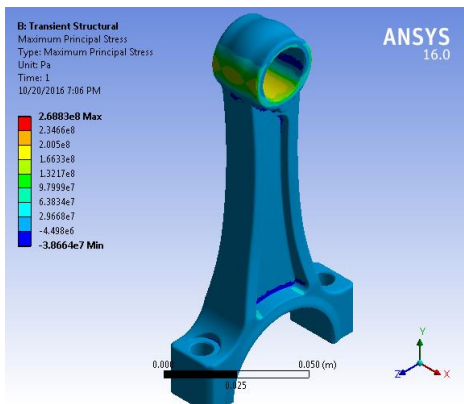 B: Transient Structural
Maximum Principal Stress
Type: Maximum Principal Stress
Unit: Pa
Time: 1
10/20/2016 7:06 PM
ANSYS
16.0
2.6883e8 Max
2.3466e8
2.005e8
1.6633e8
1.3217e8
9.7999e7
6.3834e7
2.9668e7
-4.498e6
-3.8664e7 Min
0.000
0.025
0.050 (m)
Y
Z
X